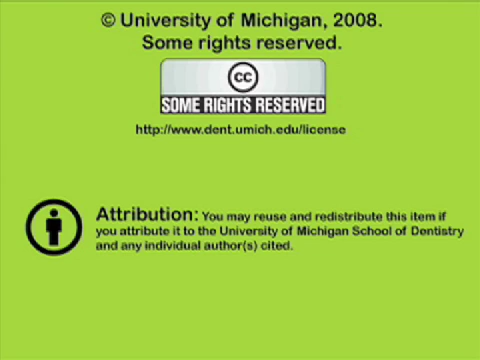 © University of Michigan, 2008.
Some rights reserved.
cc
SOME RIGHTS RESERVED
http://www.dent.umich.edu/license
Attribution: You may reuse and redistribute this item if
you attribute it to the University of Michigan School of Dentistry
and any individual author(s) cited.